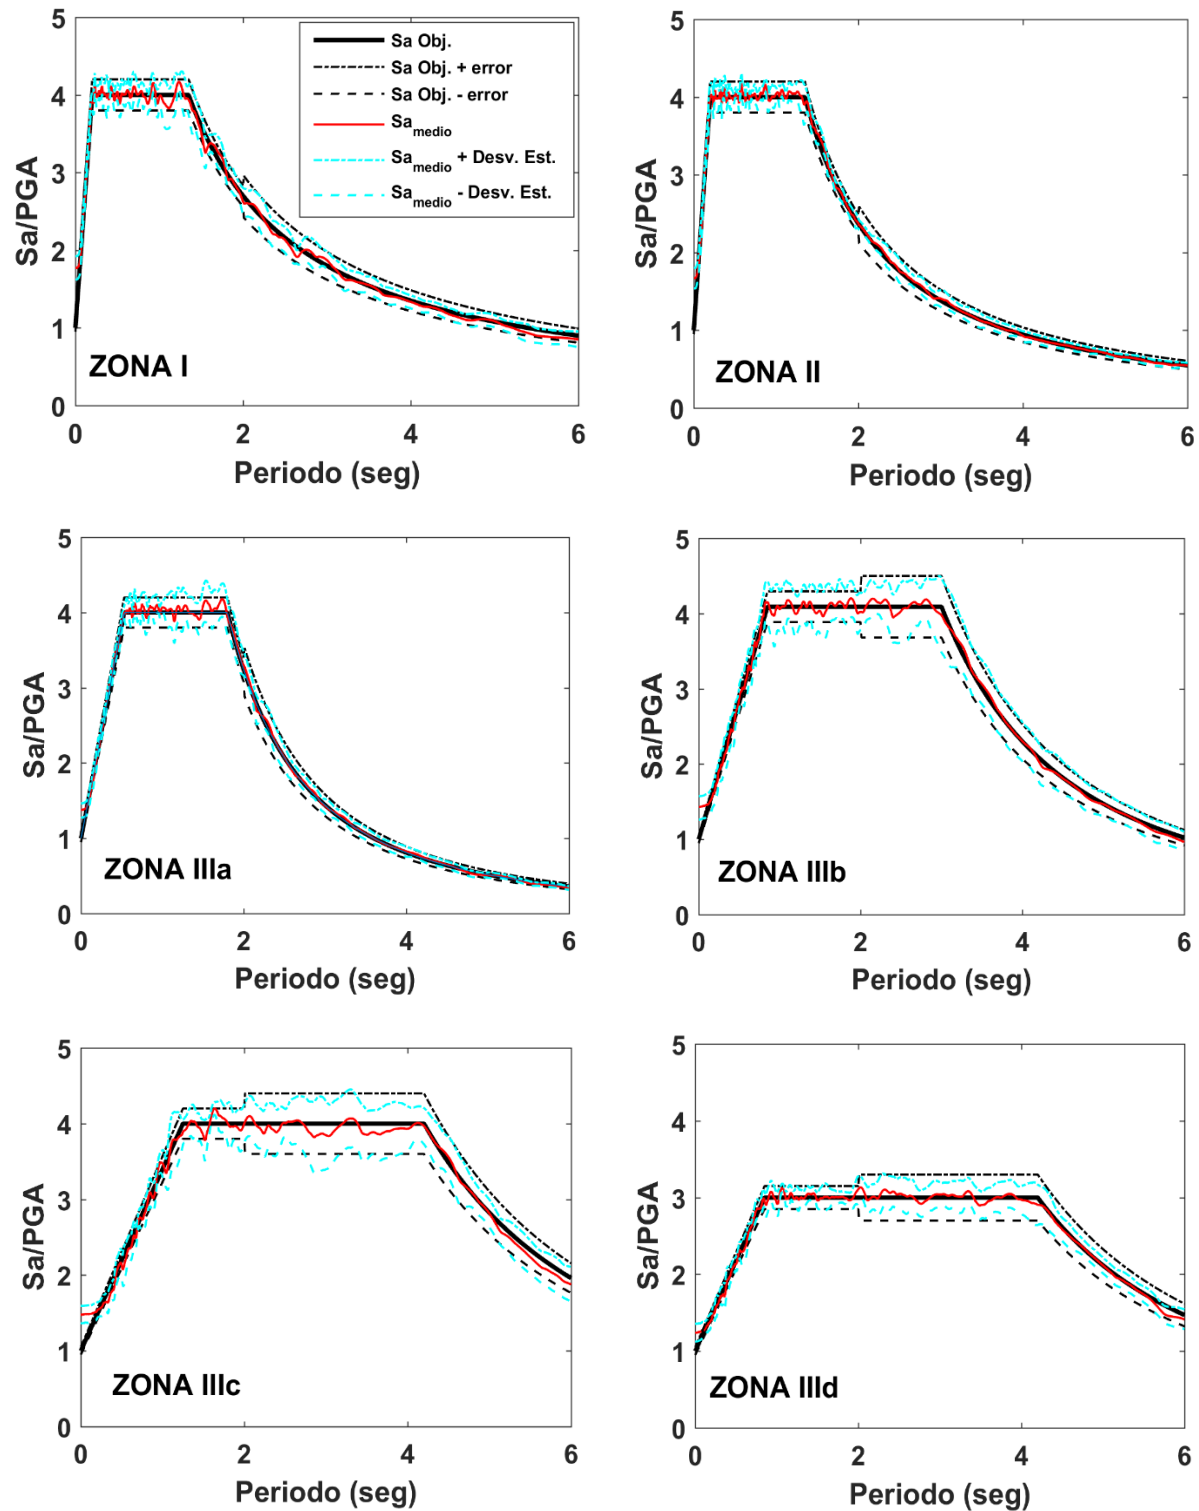 5
4
3
2
1
0
Sa/PGA
Sa Obj.
Sa Obj. + error
Sa Obj. - error
Sa medio
Sa medio + Desv. Est.
Sa medio - Desv. Est.
ZONA I
0 2 4 6
Periodo (seg)
5
4
3
2
1
0
Sa/PGA
ZONA II
0 2 4 6
Periodo (seg)
5
4
3
2
1
0
Sa/PGA
ZONA IIIa
0 2 4 6
Periodo (seg)
5
4
3
2
1
0
Sa/PGA
ZONA IIIb
0 2 4 6
Periodo (seg)
5
4
3
2
1
0
Sa/PGA
ZONA IIIc
0 2 4 6
Periodo (seg)
5
4
3
2
1
0
Sa/PGA
ZONA IIId
0 2 4 6
Periodo (seg)